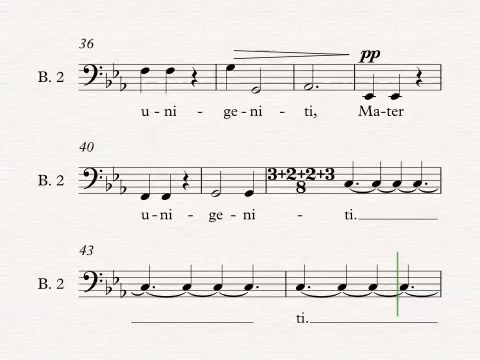 36
pp
B. 2
u - ni - ge - ni - ti, Ma-ter
40
3+2+2+3
8
B. 2
u - ni - ge - ni - ti.
43
B. 2
ti.